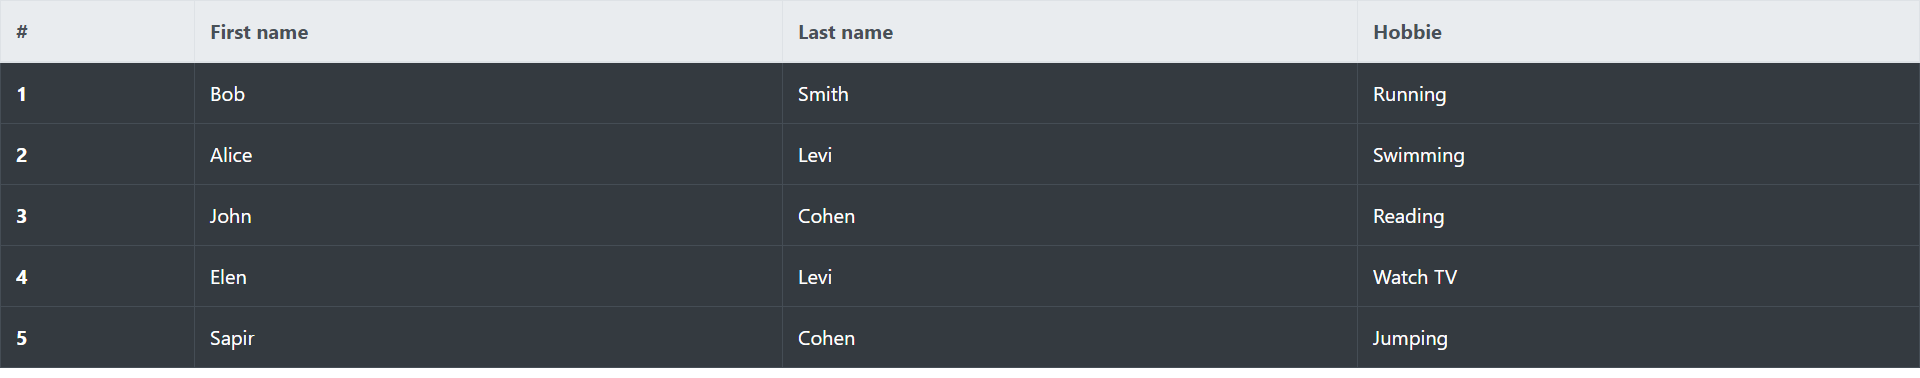 # First name Last name Hobbie
1 Bob Smith Running
2 Alice Levi Swimming
3 John Cohen Reading
4 Elen Levi Watch TV
5 Sapir Cohen Jumping